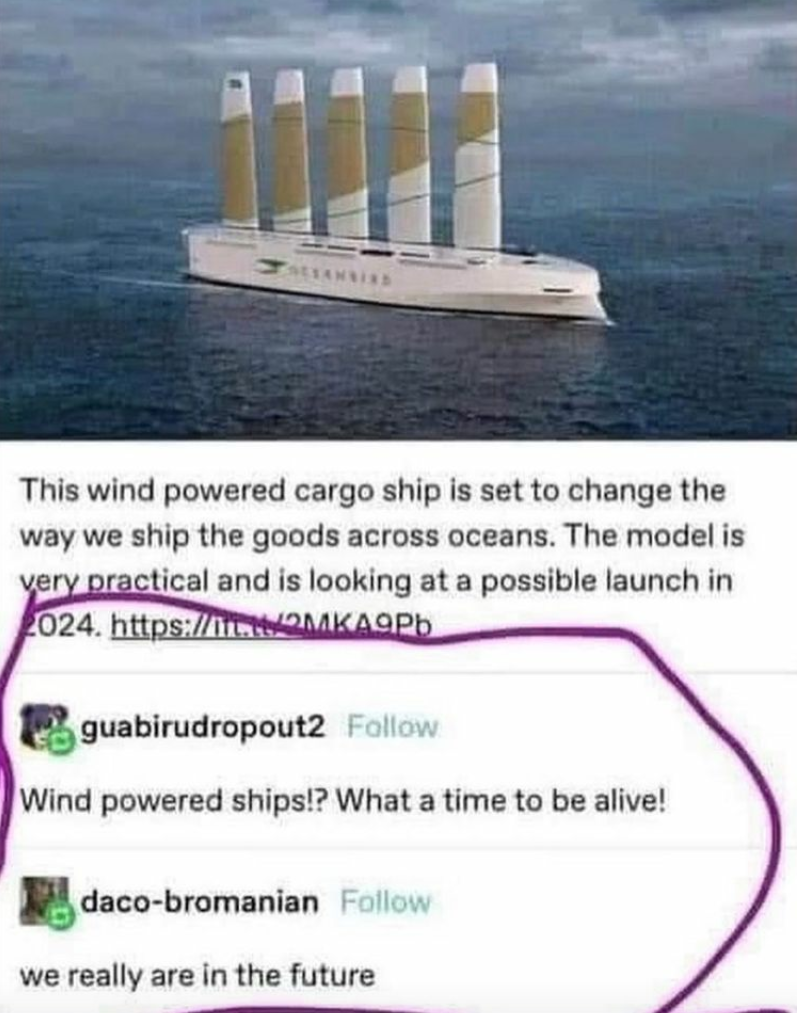 OCEANBIRD
This wind powered cargo ship is set to change the
way we ship the goods across oceans. The model is
very practical and is looking at a possible launch in
2024. https://ift.tt/2MKA9Pb
guabirudropout2 Follow
Wind powered ships!? What a time to be alive!
daco-bromanian Follow
we really are in the future